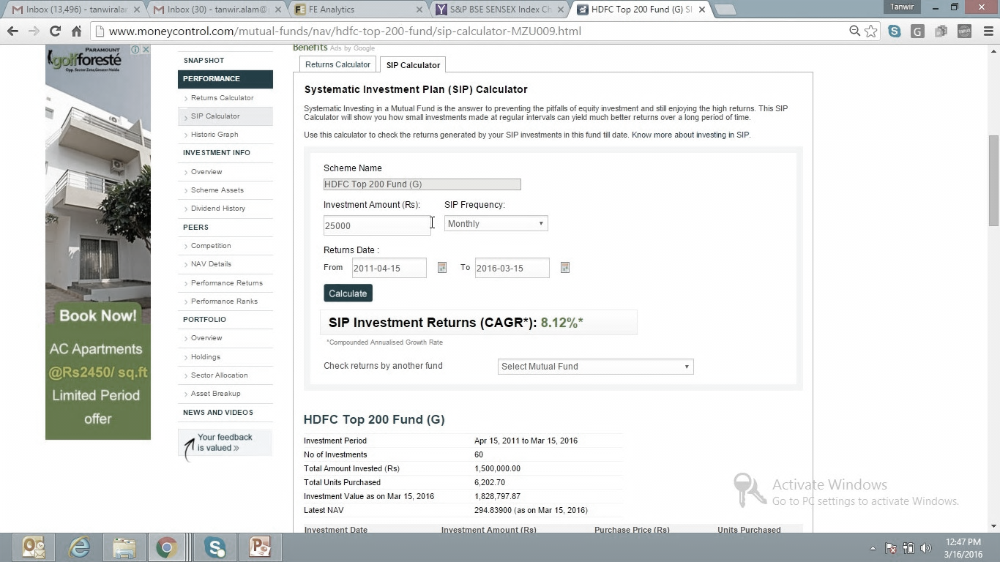 Inbox (13,496) - tanwiralar
Inbox (30) - tanwir.alam@
FE Analytics
S&P BSE SENSEX Index Ch
HDFC Top 200 Fund (G) SI
Tanwir
www.moneycontrol.com/mutual-funds/nav/hdfc-top-200-fund/sip-calculator-MZU009.html
PARAMOUNT
golfforesté
Opp. Sector Zeta, Greater Noida
Book Now!
AC Apartments
@Rs2450/ sq.ft
Limited Period
offer
SNAPSHOT
PERFORMANCE
Returns Calculator
SIP Calculator
Historic Graph
INVESTMENT INFO
Overview
Scheme Assets
Dividend History
PEERS
Competition
NAV Details
Performance Returns
Performance Ranks
PORTFOLIO
Overview
Holdings
Sector Allocation
Asset Breakup
NEWS AND VIDEOS
Your feedback
is valued »
Benefits Ads by Google
Returns Calculator
SIP Calculator
Systematic Investment Plan (SIP) Calculator
Systematic Investing in a Mutual Fund is the answer to preventing the pitfalls of equity investment and still enjoying the high returns. This SIP
Calculator will show you how small investments made at regular intervals can yield much better returns over a long period of time.
Use this calculator to check the returns generated by your SIP investments in this fund till date. Know more about investing in SIP.
Scheme Name
HDFC Top 200 Fund (G)
Investment Amount (Rs): SIP Frequency:
25000 Monthly
Returns Date :
From 2011-04-15 To 2016-03-15
Calculate
SIP Investment Returns (CAGR*): 8.12%*
*Compounded Annualised Growth Rate
Check returns by another fund Select Mutual Fund
HDFC Top 200 Fund (G)
Investment Period Apr 15, 2011 to Mar 15, 2016
No of Investments 60
Total Amount Invested (Rs) 1,500,000.00
Total Units Purchased 6,202.70
Investment Value as on Mar 15, 2016 1,828,797.87
Latest NAV 294.83900 (as on Mar 15, 2016)
Investment Date Investment Amount (Rs) Purchase Price (Rs) Units Purchased
Activate Windows
Go to PC settings to activate Windows.
12:47 PM
3/16/2016